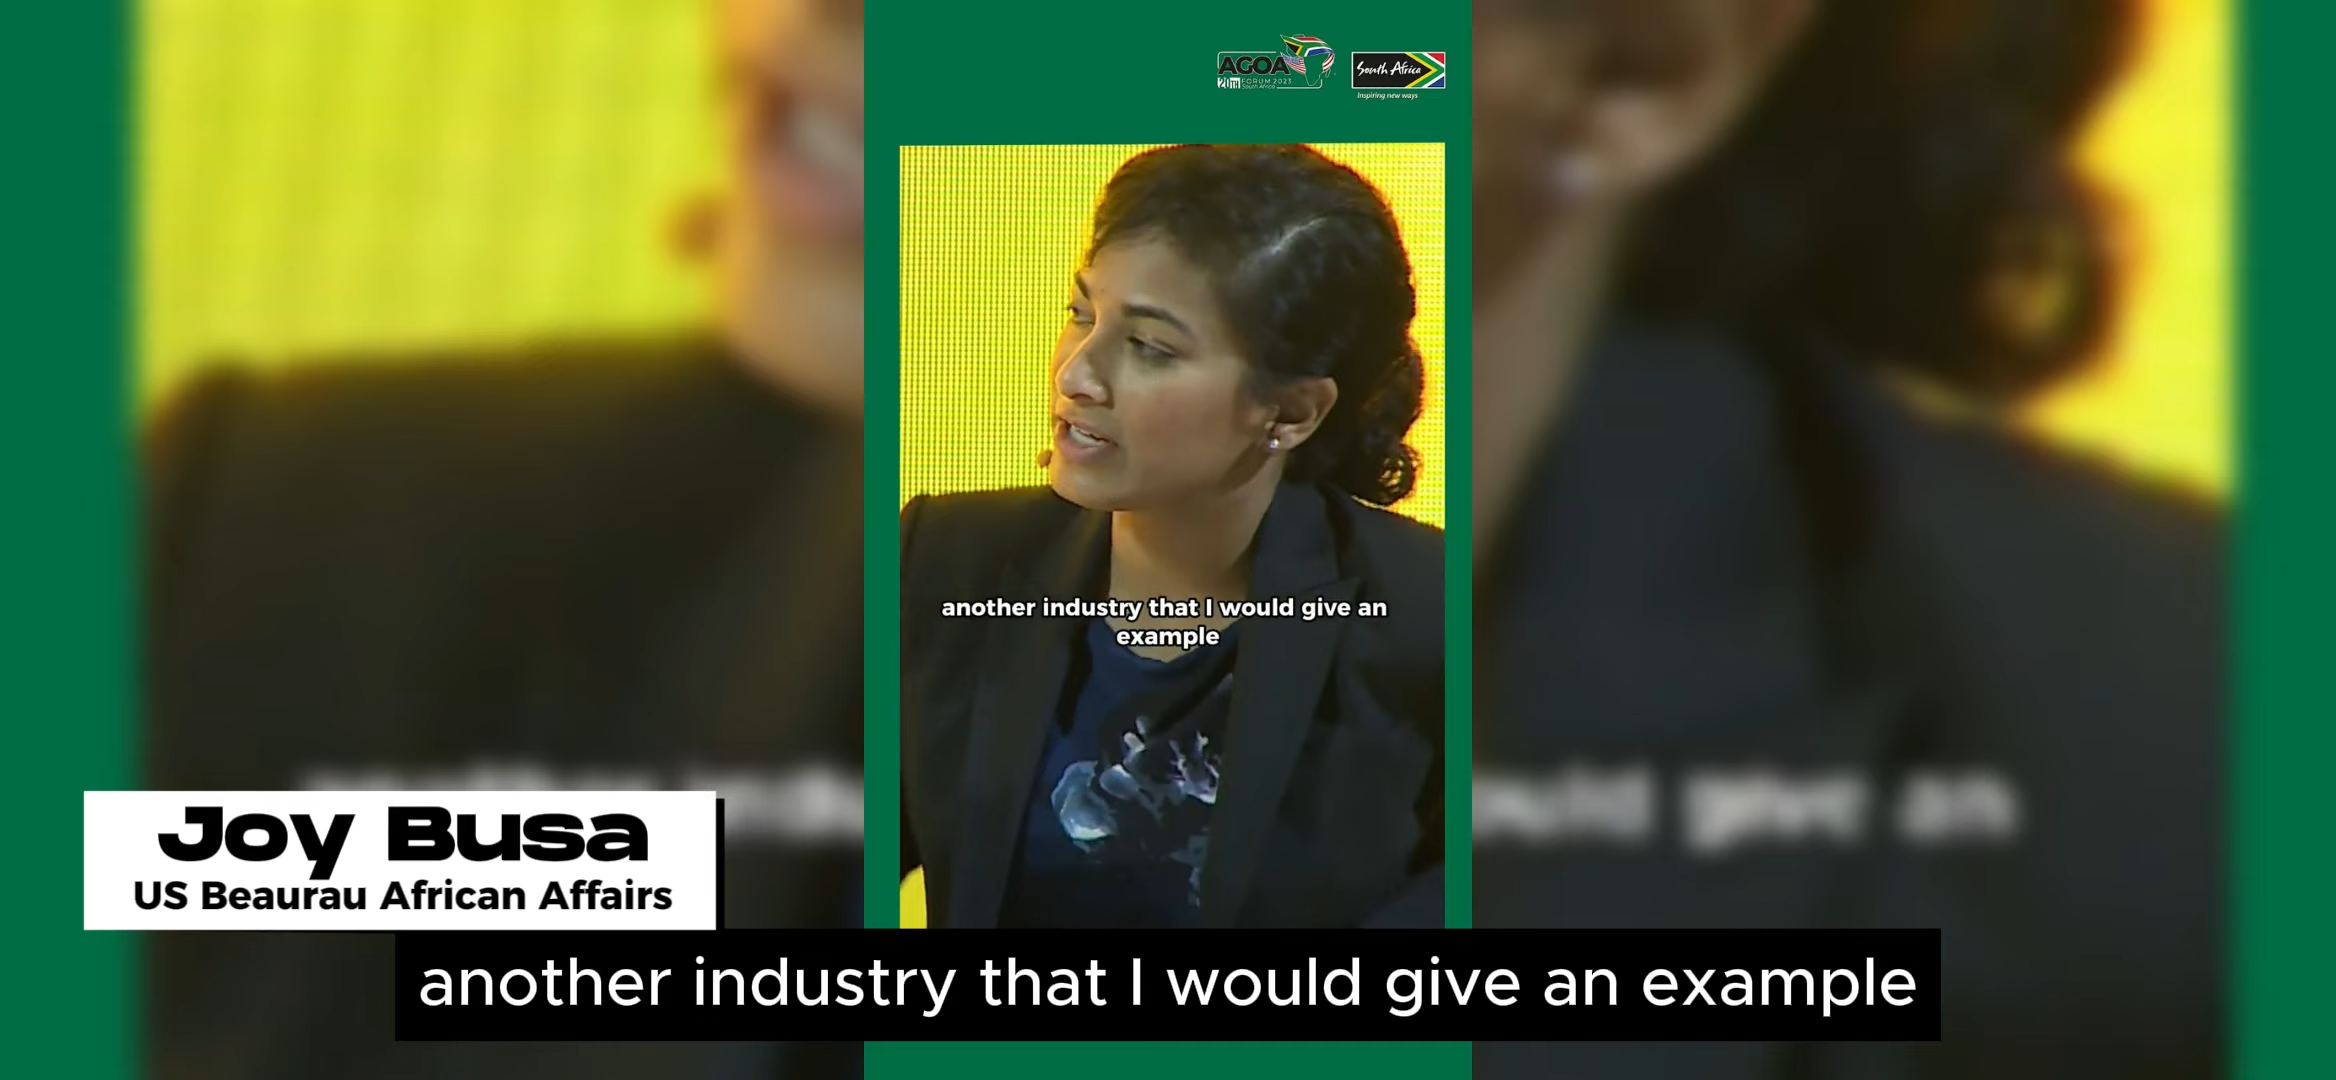 AGOA
20TH FORUM 2023
South Africa
South Africa
Inspiring new ways
another industry that I would give an
example
Joy Busa
US Beaurau African Affairs
another industry that I would give an example